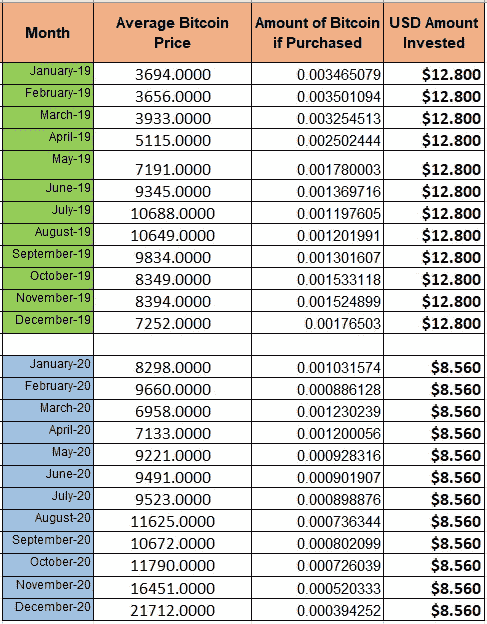 Month Average Bitcoin Price Amount of Bitcoin if Purchased USD Amount Invested
January-19 3694.0000 0.003465079 $12.800
February-19 3656.0000 0.003501094 $12.800
March-19 3933.0000 0.003254513 $12.800
April-19 5115.0000 0.002502444 $12.800
May-19 7191.0000 0.001780003 $12.800
June-19 9345.0000 0.001369716 $12.800
July-19 10688.0000 0.001197605 $12.800
August-19 10649.0000 0.001201991 $12.800
September-19 9834.0000 0.001301607 $12.800
October-19 8349.0000 0.001533118 $12.800
November-19 8394.0000 0.001524899 $12.800
December-19 7252.0000 0.00176503 $12.800
January-20 8298.0000 0.001031574 $8.560
February-20 9660.0000 0.000886128 $8.560
March-20 6958.0000 0.001230239 $8.560
April-20 7133.0000 0.001200056 $8.560
May-20 9221.0000 0.000928316 $8.560
June-20 9491.0000 0.000901907 $8.560
July-20 9523.0000 0.000898876 $8.560
August-20 11625.0000 0.000736344 $8.560
September-20 10672.0000 0.000802099 $8.560
October-20 11790.0000 0.000726039 $8.560
November-20 16451.0000 0.000520333 $8.560
December-20 21712.0000 0.000394252 $8.560